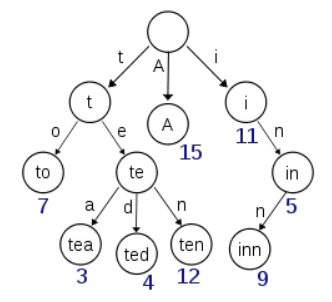 t A i
t A i
15 11
o e n
to te in
7 5
a d n n
tea ted ten inn
3 4 12 9